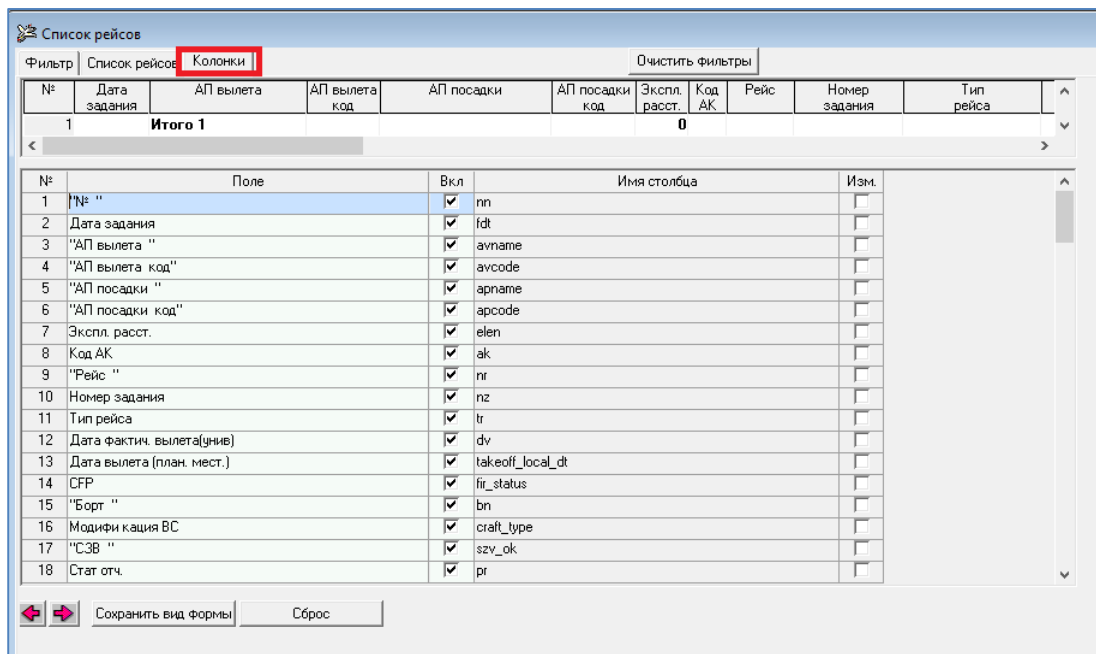 Список рейсов
Фильтр Список рейсов Колонки Очистить фильтры
№ Дата задания АП вылета АП вылета код АП посадки АП посадки код Экспл. расст. Код АК Рейс Номер задания Тип рейса
1 Итого 1 0
№ Поле Вкл Имя столбца Изм.
1 "№ " nn
2 Дата задания fdt
3 "АП вылета " avname
4 "АП вылета код" avcode
5 "АП посадки " apname
6 "АП посадки код" apcode
7 Экспл. расст. elen
8 Код АК ak
9 "Рейс " nr
10 Номер задания nz
11 Тип рейса tr
12 Дата фактич. вылета(унив) dv
13 Дата вылета (план. мест.) takeoff_local_dt
14 CFP fir_status
15 "Борт " bn
16 Модифи кация ВС craft_type
17 "СЗВ " szv_ok
18 Стат отч. pr
Сохранить вид формы Сброс